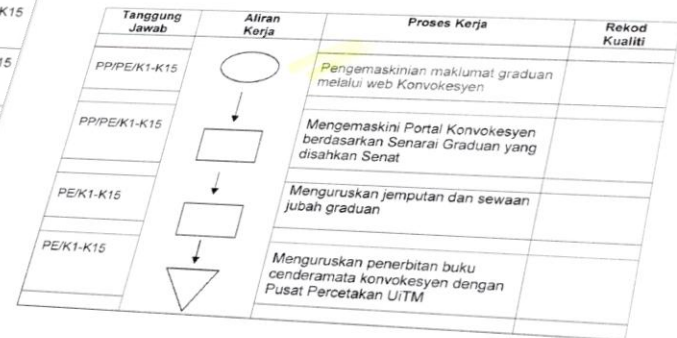 K15
15
Tanggung
Jawab
Aliran
Kerja
Proses Kerja
Rekod
Kualiti
PP/PE/K1-K15
Pengemaskinian maklumat graduan
melalui web Konvokesyen
PP/PE/K1-K15
Mengemaskini Portal Konvokesyen
berdasarkan Senarai Graduan yang
disahkan Senat
PE/K1-K15
Menguruskan jemputan dan sewaan
jubah graduan
PE/K1-K15
Menguruskan penerbitan buku
cenderamata konvokesyen dengan
Pusat Percetakan UiTM